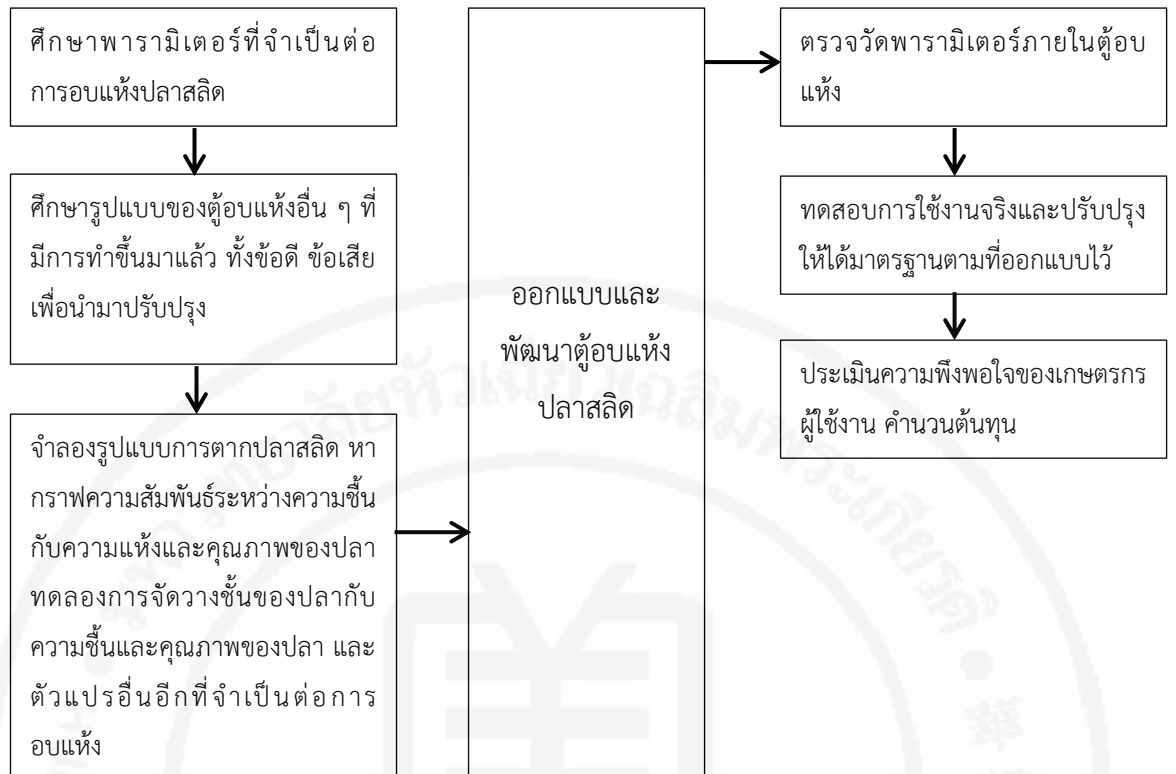 ศึกษาพารามิเตอร์ที่จำเป็นต่อ
การอบแห้งปลาสลิด
ศึกษารูปแบบของตู้อบแห้งอื่น ๆ ที่
มีการทำขึ้นมาแล้ว ทั้งข้อดี ข้อเสีย
เพื่อนำมาปรับปรุง
จำลองรูปแบบการตากปลาสลิด หา
กราฟความสัมพันธ์ระหว่างความชื้น
กับความแห้งและคุณภาพของปลา
ทดลองการจัดวางชั้นของปลากับ
ความชื้นและคุณภาพของปลา และ
ตัวแปรอื่นอีกที่จำเป็นต่อการ
อบแห้ง
ออกแบบและ
พัฒนาตู้อบแห้ง
ปลาสลิด
ตรวจวัดพารามิเตอร์ภายในตู้อบ
แห้ง
ทดสอบการใช้งานจริงและปรับปรุง
ให้ได้มาตรฐานตามที่ออกแบบไว้
ประเมินความพึงพอใจของเกษตรกร
ผู้ใช้งาน คำนวนต้นทุน